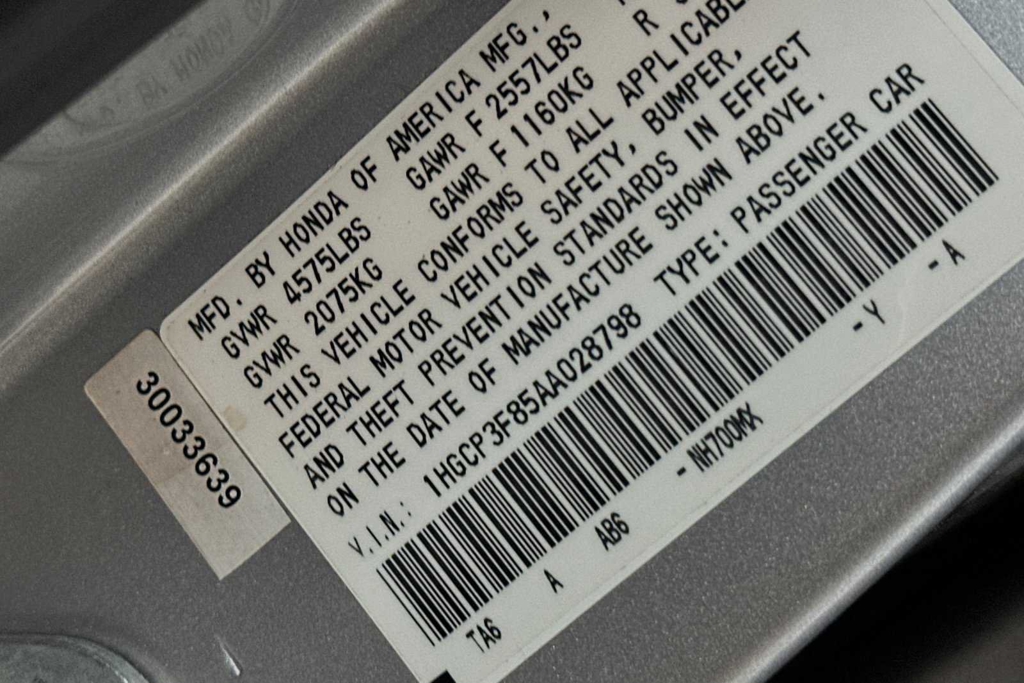 MFD. BY HONDA OF AMERICA MFG.,
GVWR 4575LBS GAWR F 2557LBS R
GVWR 2075KG GAWR F 1160KG
THIS VEHICLE CONFORMS TO ALL APPLICABLE
FEDERAL MOTOR VEHICLE SAFETY, BUMPER,
AND THEFT PREVENTION STANDARDS IN EFFECT
ON THE DATE OF MANUFACTURE SHOWN ABOVE.
V.I.N.: 1HGCP3F85AA028798 TYPE: PASSENGER CAR
TA6 A AB6 -NH700MX -Y -A
30033639